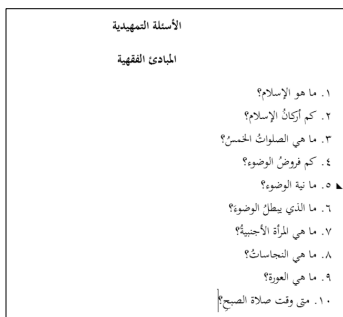 الأسئلة التمهيدية
المبادئ الفقهية
١. ما هو الإسلام؟
٢. كم أركانُ الإسلام؟
٣. ما هي الصلواتُ الخمسُ؟
٤. كم فروضُ الوضوء؟
٥. ما نية الوضوء؟
٦. ما الذي يبطلُ الوضوءَ؟
٧. ما هي المرأة الأجنبيةُ؟
٨. ما هي النجاساتُ؟
٩. ما هي العورة؟
١٠. متى وقت صلاة الصبحِ؟